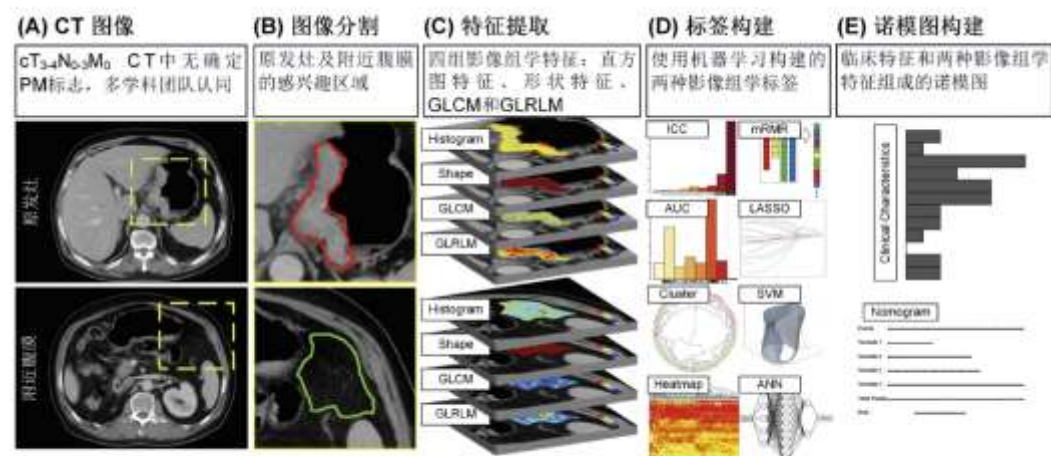 (A) CT 图像
cT₃₋₄N₀₋₃M₀ CT中无确定
PM标志，多学科团队认同
原发灶
附近腹膜
(B) 图像分割
原发灶及附近腹膜
的感兴趣区域
(C) 特征提取
四组影像组学特征：直方
图特征、形状特征、
GLCM和GLRLM
Histogram
Shape
GLCM
GLRLM
Histogram
Shape
GLCM
GLRLM
(D) 标签构建
使用机器学习构建的
两种影像组学标签
ICC
mRMR
AUC
LASSO
Cluster
SVM
Heatmap
ANN
(E) 诺模图构建
临床特征和两种影像组学
特征组成的诺模图
Clinical Characteristics
Nomogram